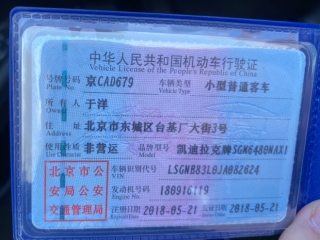 中华人民共和国机动车行驶证
Vehicle License of the People's Republic of China
号牌号码 京CAD679 车辆类型 小型普通客车
Plate No. Vehicle Type
所有人 于洋
Owner
住址 北京市东城区台基厂大街3号
Address
使用性质 非营运 品牌型号 凯迪拉克牌SGM6480NAX1
Use Character Model
北京市公安局公安交通管理局
车辆识别代号 LSGNB83L0JA082624
VIN
发动机号码 180916119
Engine No.
注册日期 2018-05-21 发证日期 2018-05-21
Register Date Issue Date